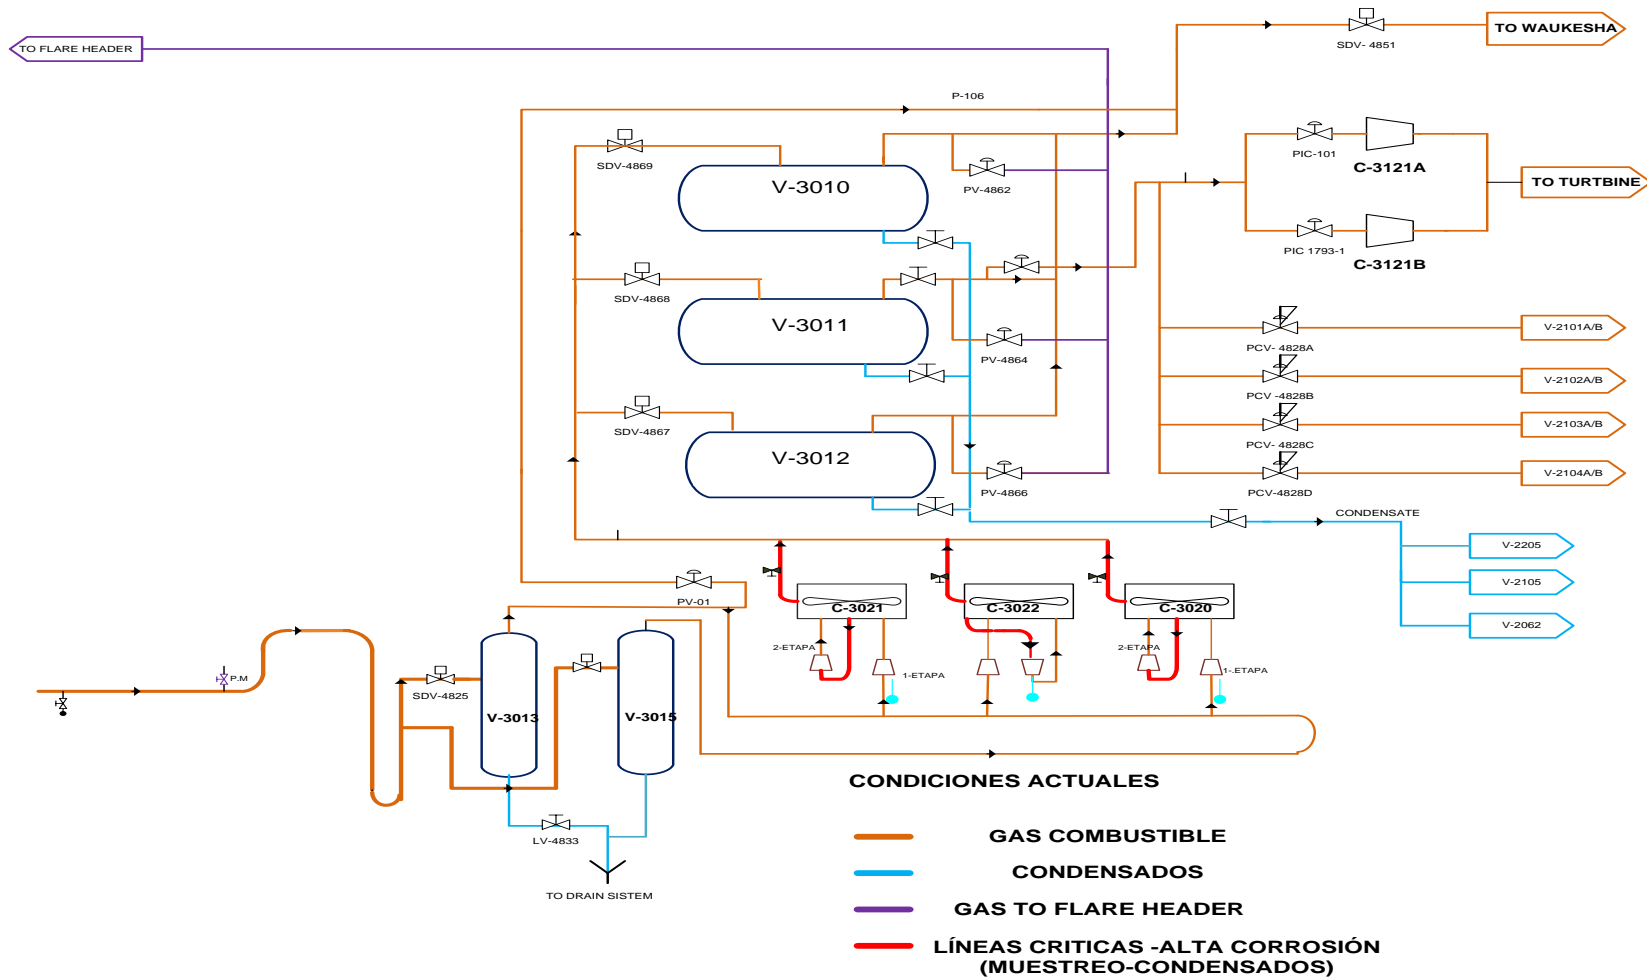 TO WAUKESHA
SDV- 4851
TO FLARE HEADER
P-106
SDV-4869
V-3010
PV-4862
PIC-101
C-3121A
TO TURTBINE
PIC 1793-1
C-3121B
SDV-4868
V-3011
PV-4864
PCV- 4828A
V-2101A/B
PCV -4828B
V-2102A/B
SDV-4867
V-3012
PV-4866
PCV- 4828C
V-2103A/B
PCV-4828D
V-2104A/B
CONDENSATE
V-2205
V-2105
V-2062
PV-01
C-3021
C-3022
C-3020
2-ETAPA
1-ETAPA
2-ETAPA
1-.ETAPA
P.M
SDV-4825
V-3013
V-3015
LV-4833
TO DRAIN SISTEM
CONDICIONES ACTUALES
GAS COMBUSTIBLE
CONDENSADOS
GAS TO FLARE HEADER
LÍNEAS CRITICAS -ALTA CORROSIÓN
(MUESTREO-CONDENSADOS)